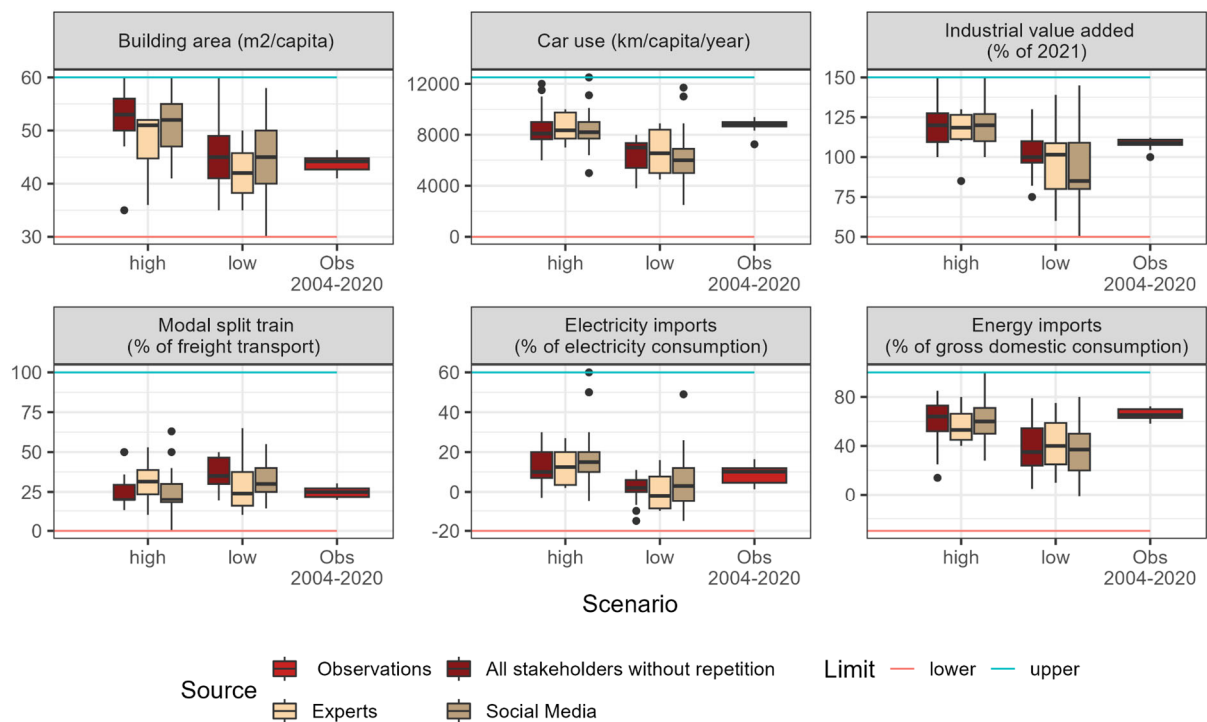 Building area (m2/capita)
Car use (km/capita/year)
Industrial value added
(% of 2021)
60
50
40
30
high
low
Obs
2004-2020
12000
8000
4000
0
high
low
Obs
2004-2020
150
125
100
75
50
high
low
Obs
2004-2020
Modal split train
(% of freight transport)
Electricity imports
(% of electricity consumption)
Energy imports
(% of gross domestic consumption)
100
75
50
25
0
high
low
Obs
2004-2020
60
40
20
0
-20
high
low
Obs
2004-2020
80
40
0
high
low
Obs
2004-2020
Scenario
Source
Observations
All stakeholders without repetition
Experts
Social Media
Limit
lower
upper